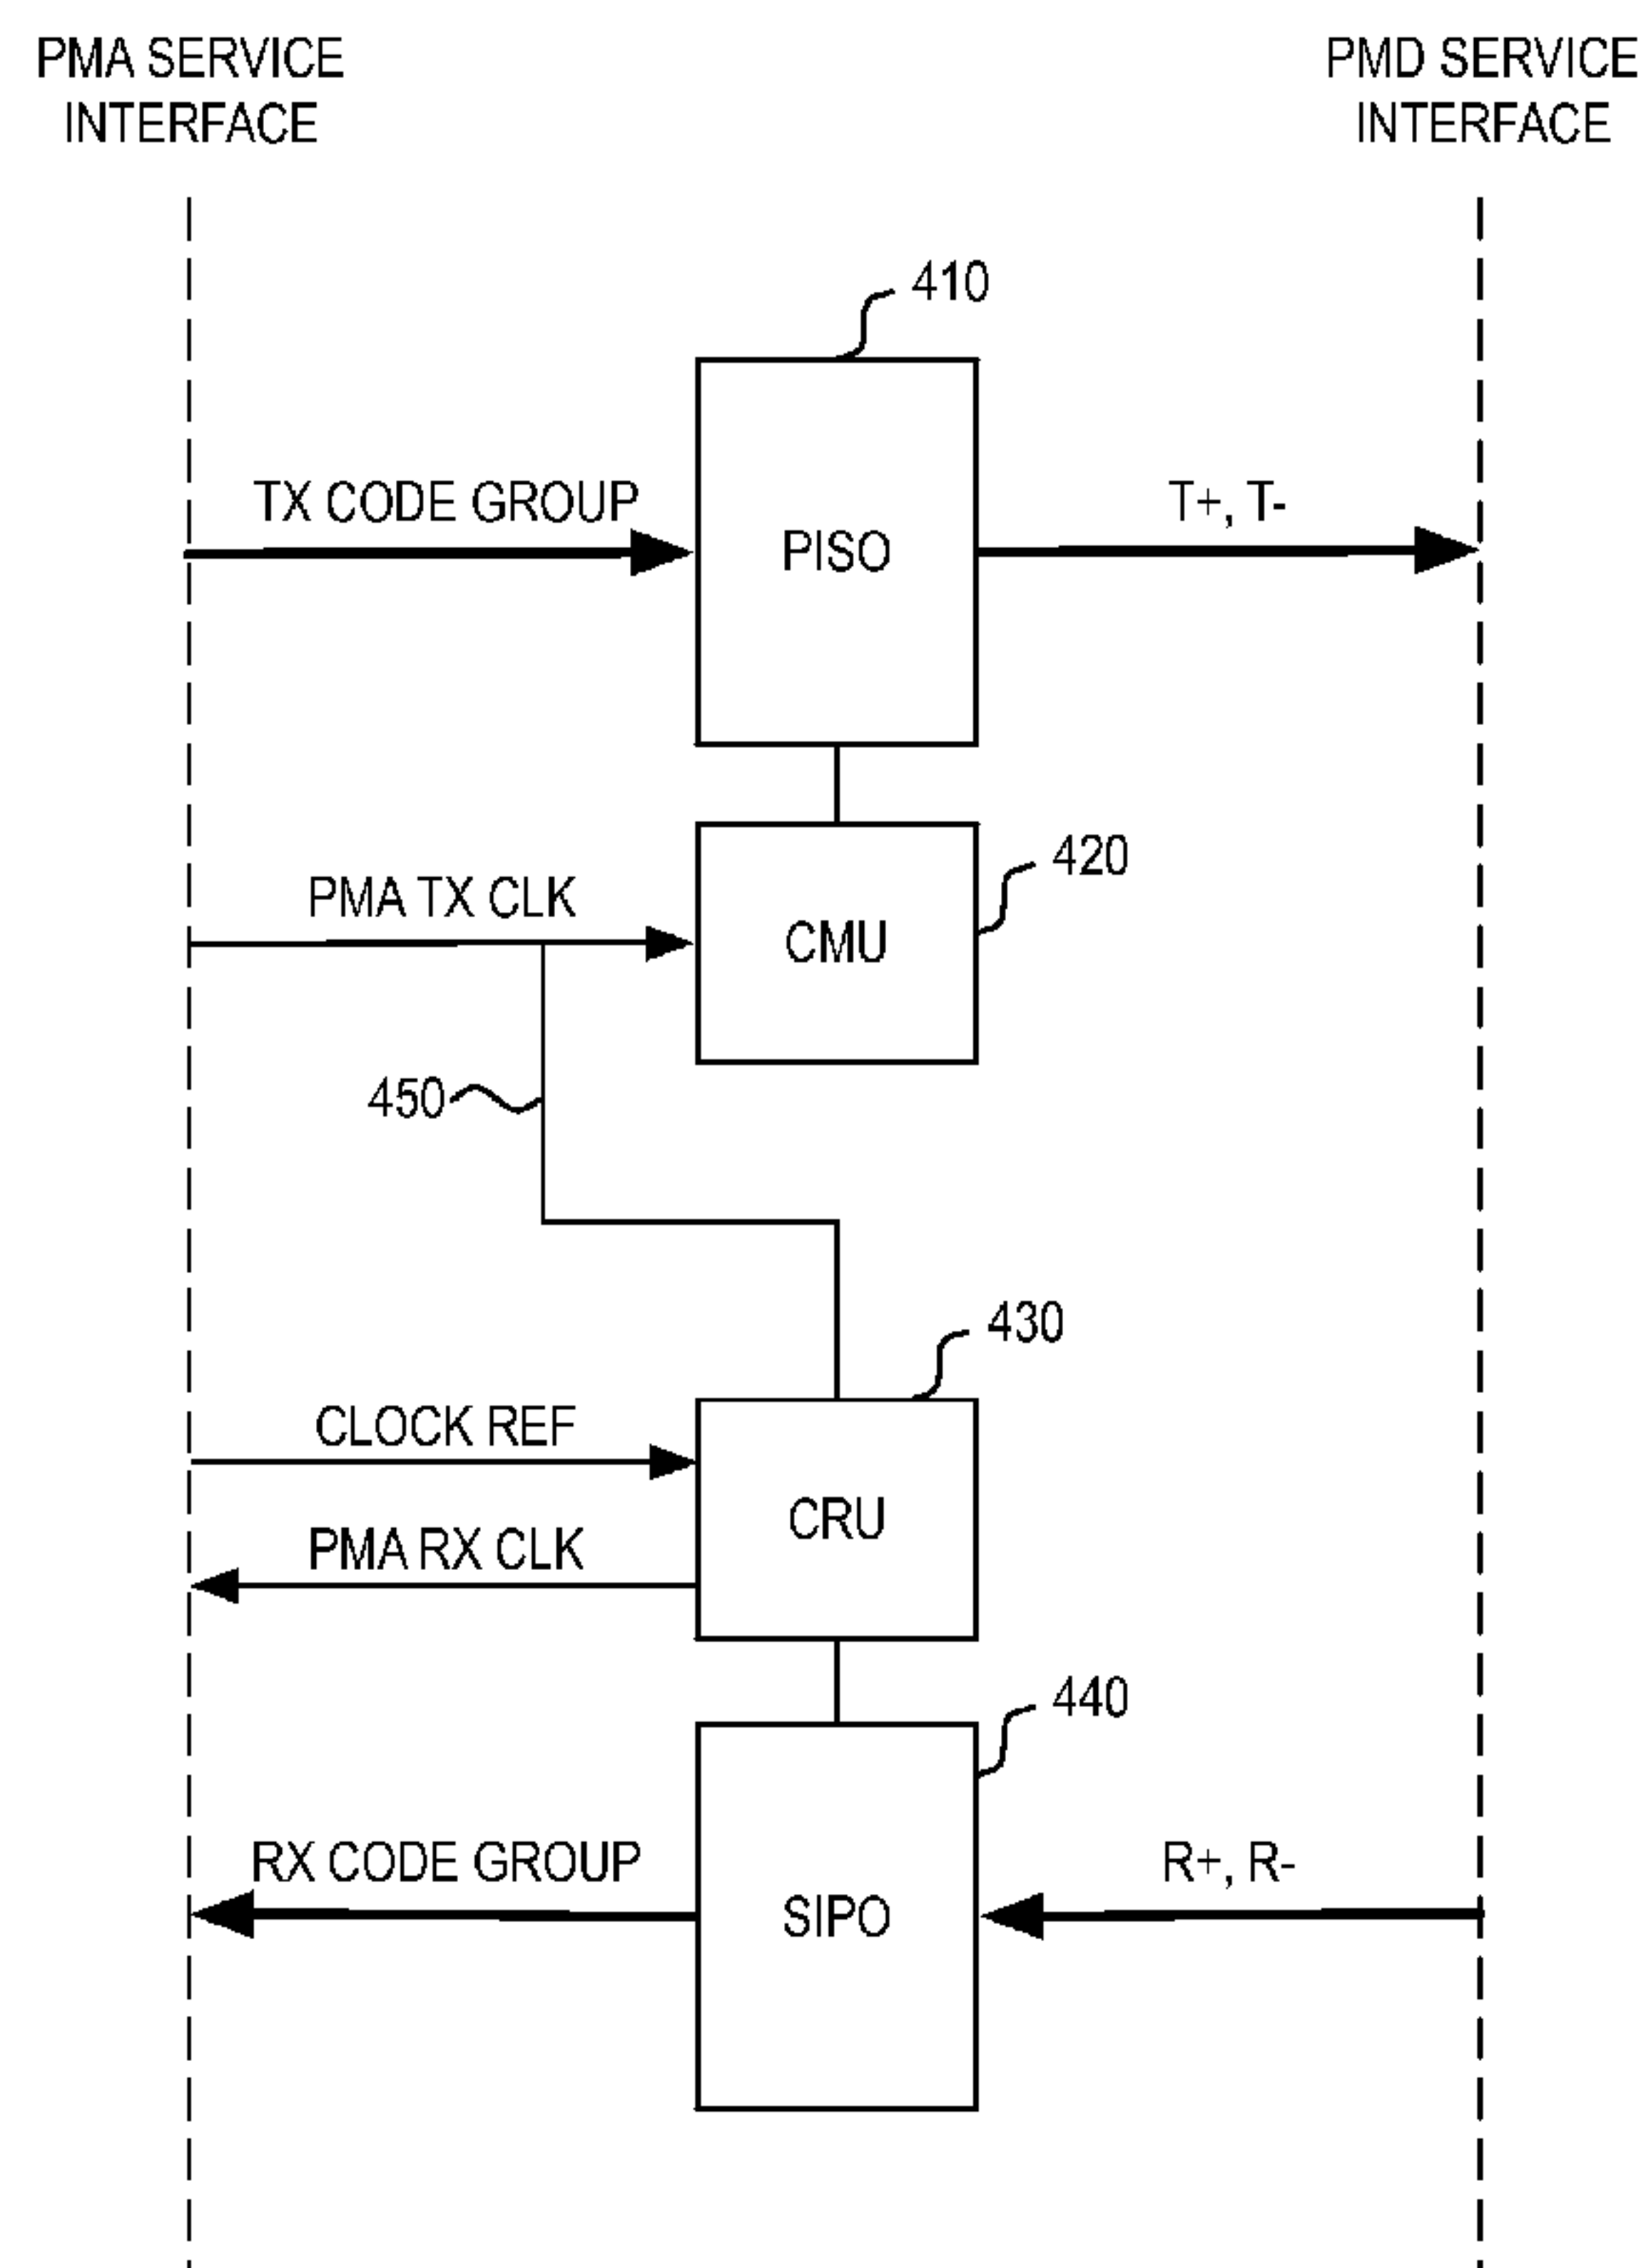 PMA SERVICE
INTERFACE
PMD SERVICE
INTERFACE
410
TX CODE GROUP
PISO
T+, T-
420
PMA TX CLK
CMU
450
430
CLOCK REF
CRU
PMA RX CLK
440
RX CODE GROUP
SIPO
R+, R-